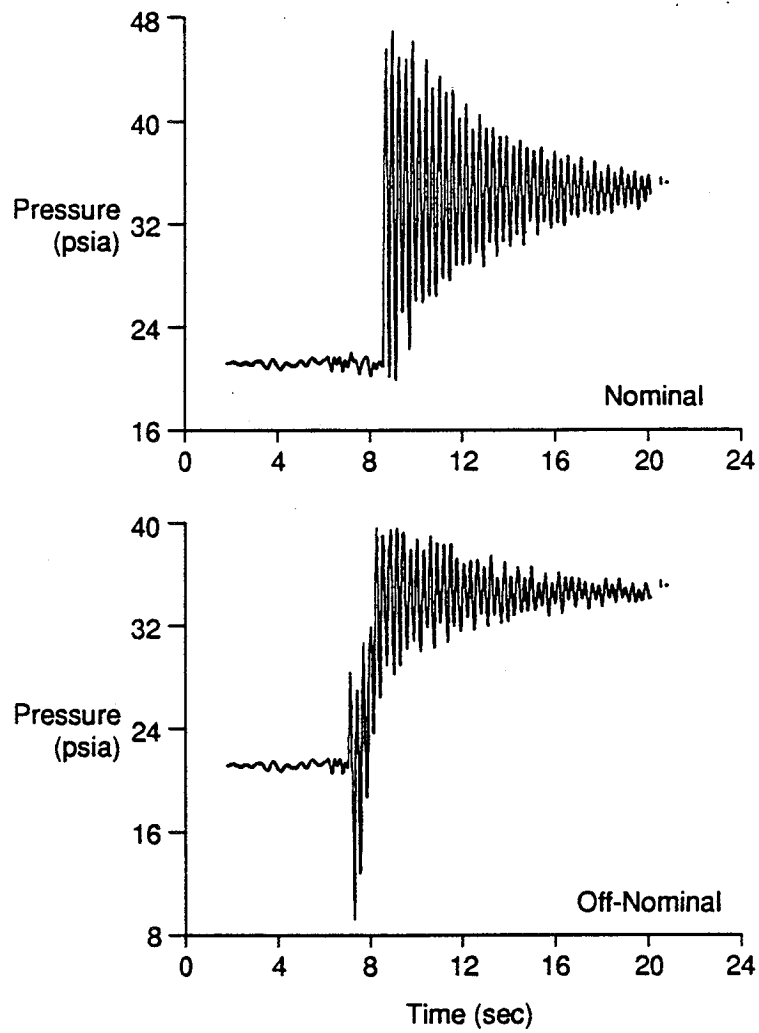 48
40
Pressure
(psia)
32
24
Nominal
16
0 4 8 12 16 20 24
40
32
Pressure
(psia)
24
16
Off-Nominal
8
0 4 8 12 16 20 24
Time (sec)